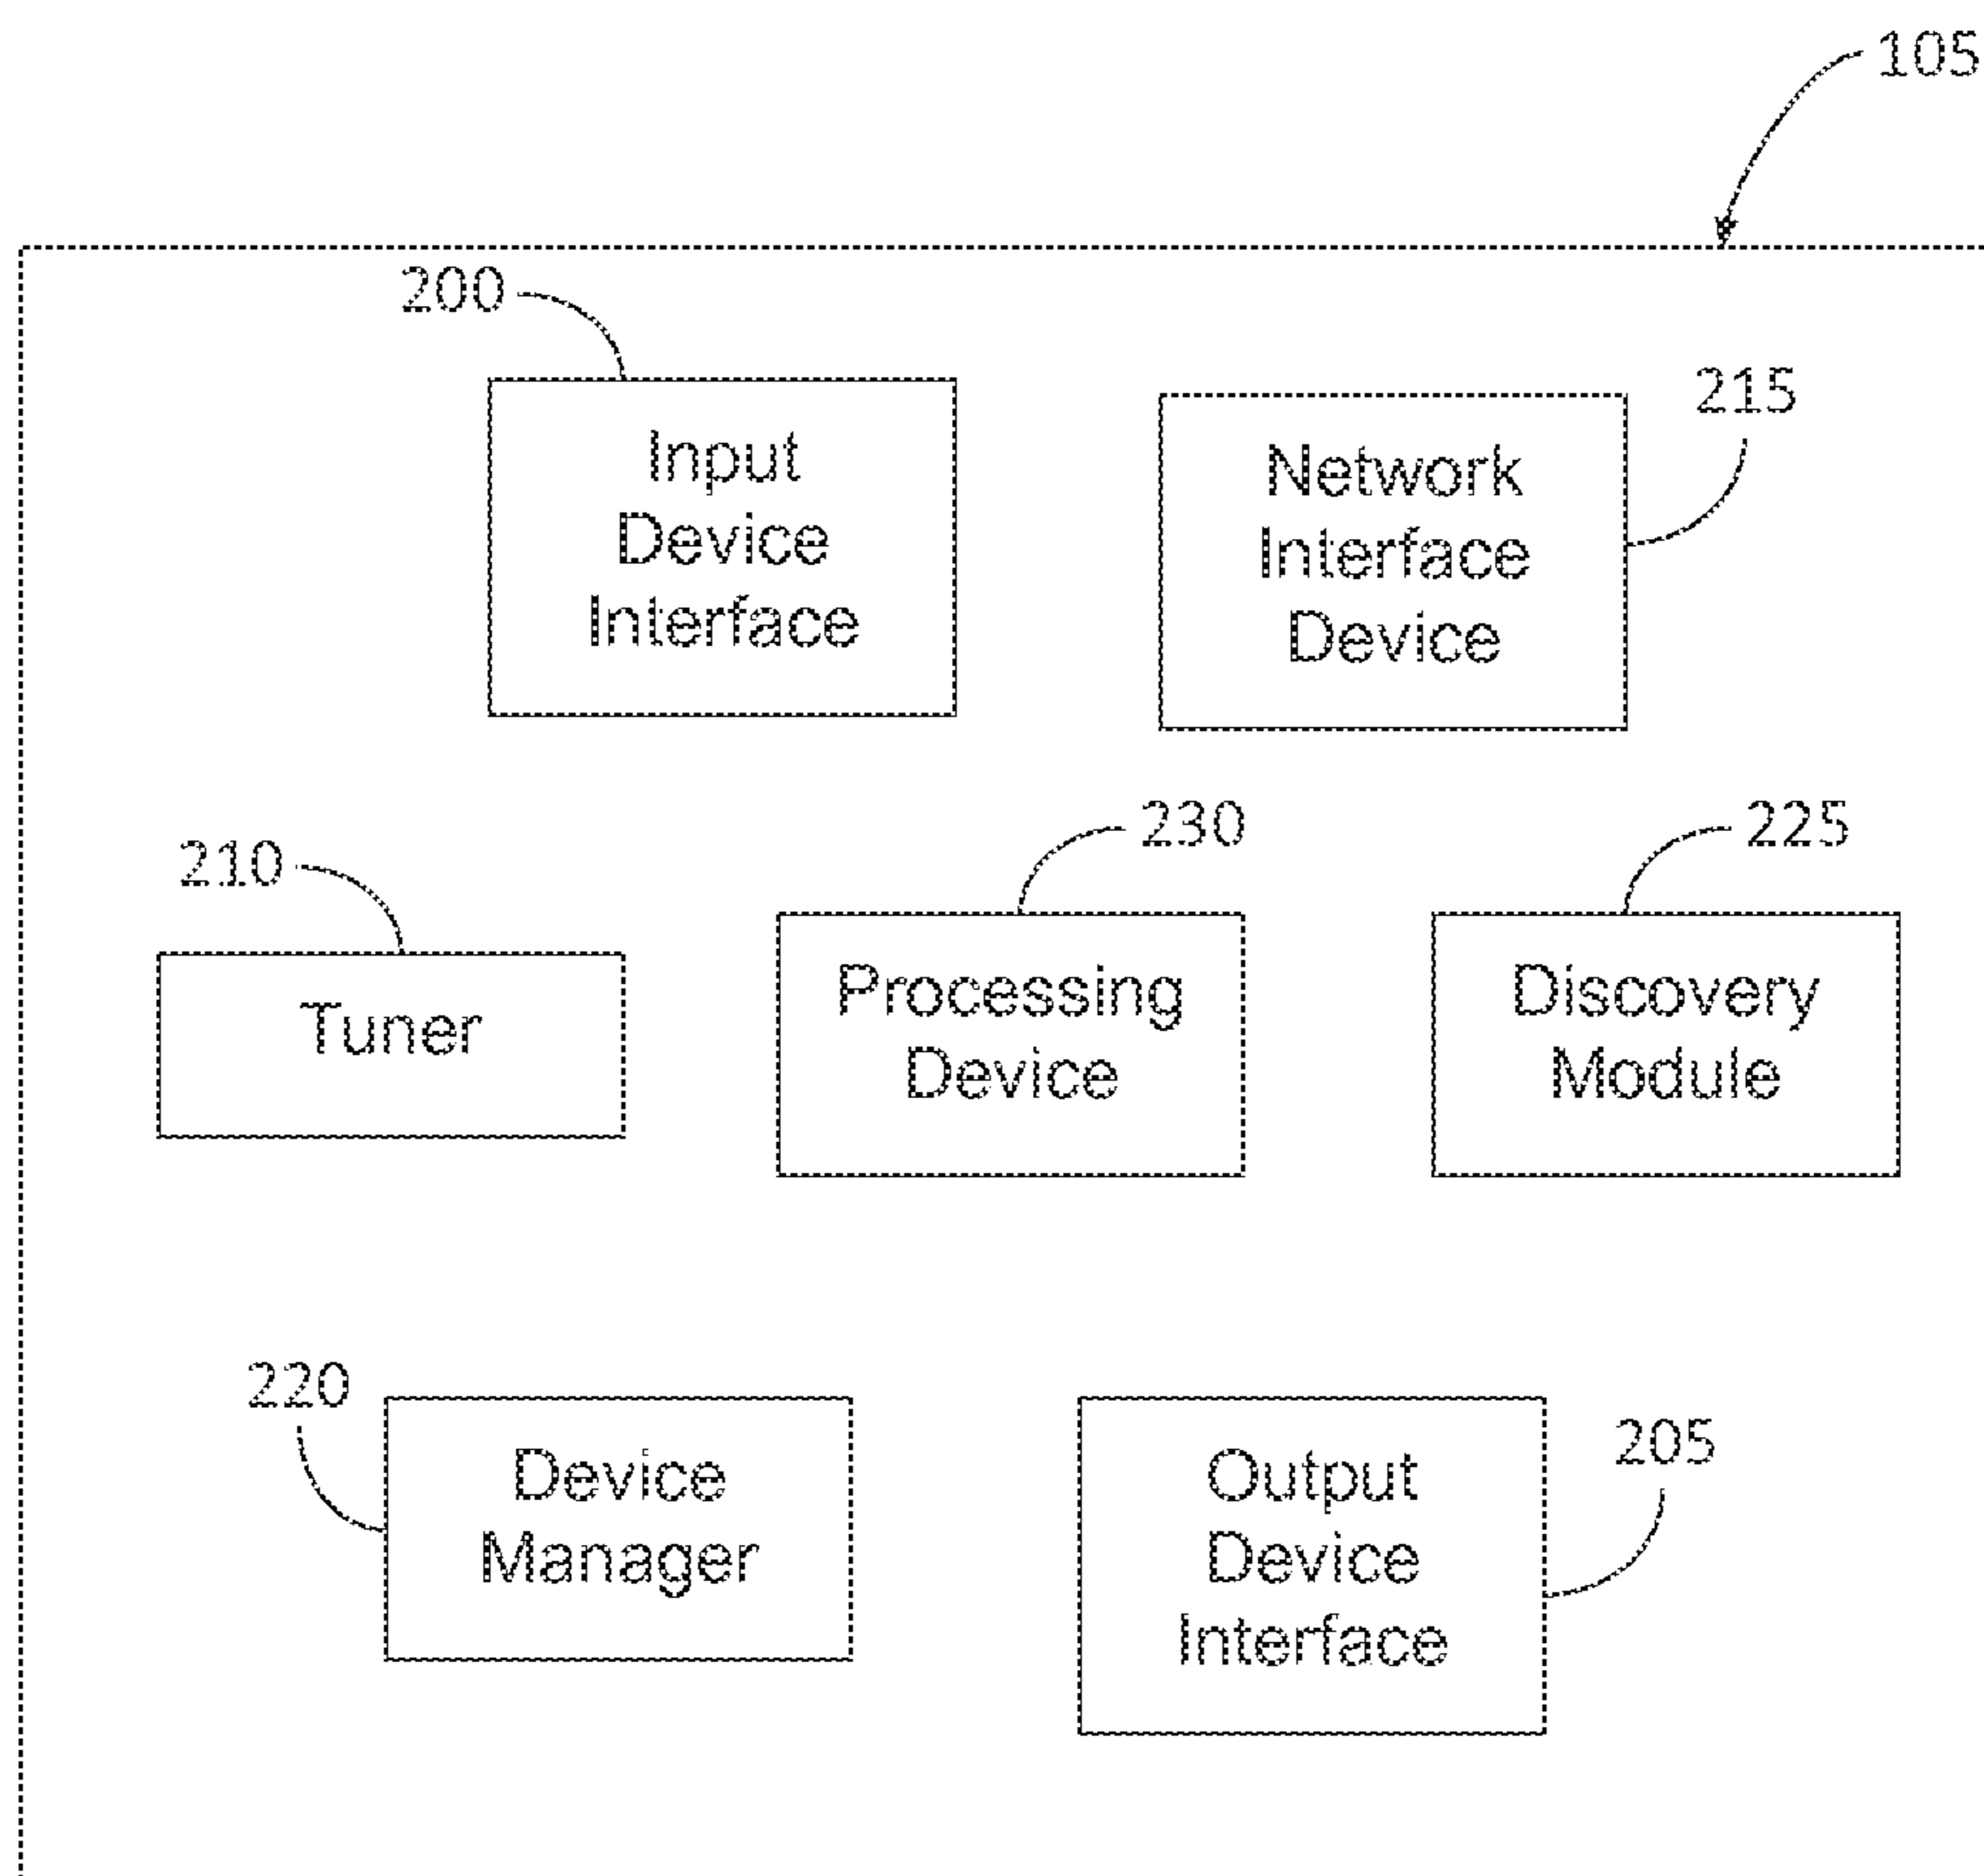 105
200
Input
Device
Interface
215
Network
Interface
Device
210
Tuner
230
Processing
Device
225
Discovery
Module
220
Device
Manager
205
Output
Device
Interface